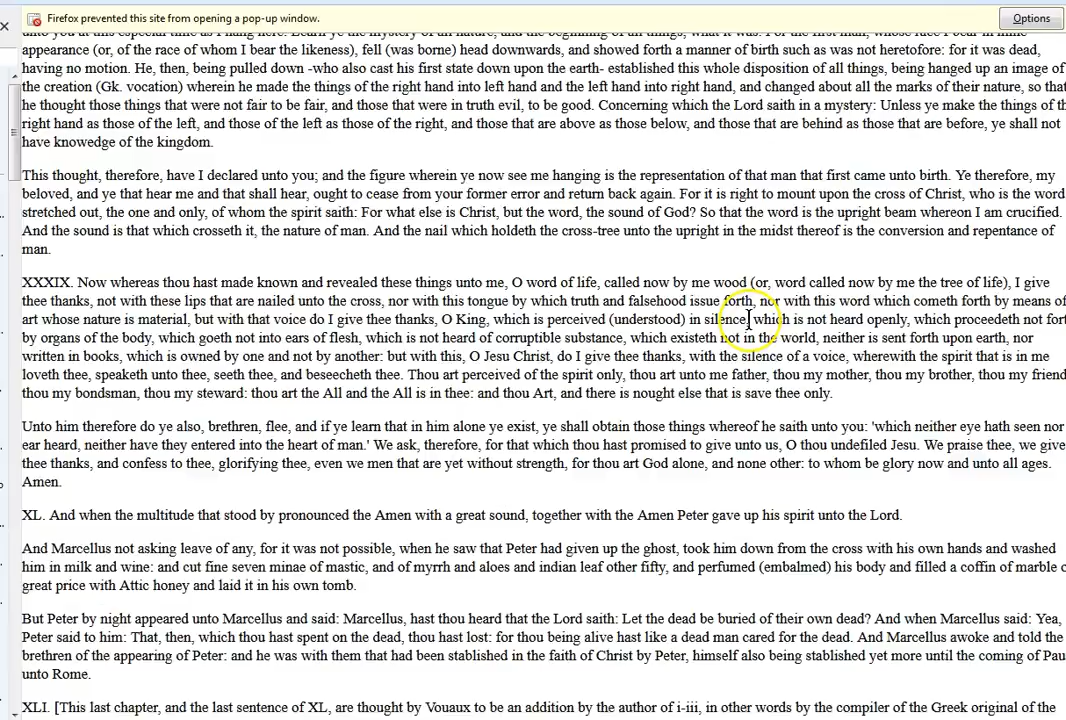 Firefox prevented this site from opening a pop-up window.
Options
unto you at this especial time as I hang here. Learn ye the mystery of all nature, and the beginning of all things, what it was. For the first man, whose race I bear in mine
appearance (or, of the race of whom I bear the likeness), fell (was borne) head downwards, and showed forth a manner of birth such as was not heretofore: for it was dead,
having no motion. He, then, being pulled down -who also cast his first state down upon the earth- established this whole disposition of all things, being hanged up an image of
the creation (Gk. vocation) wherein he made the things of the right hand into left hand and the left hand into right hand, and changed about all the marks of their nature, so that
he thought those things that were not fair to be fair, and those that were in truth evil, to be good. Concerning which the Lord saith in a mystery: Unless ye make the things of th
right hand as those of the left, and those of the left as those of the right, and those that are above as those below, and those that are behind as those that are before, ye shall not
have knowedge of the kingdom.
This thought, therefore, have I declared unto you; and the figure wherein ye now see me hanging is the representation of that man that first came unto birth. Ye therefore, my
beloved, and ye that hear me and that shall hear, ought to cease from your former error and return back again. For it is right to mount upon the cross of Christ, who is the word
stretched out, the one and only, of whom the spirit saith: For what else is Christ, but the word, the sound of God? So that the word is the upright beam whereon I am crucified.
And the sound is that which crosseth it, the nature of man. And the nail which holdeth the cross-tree unto the upright in the midst thereof is the conversion and repentance of
man.
XXXIX. Now whereas thou hast made known and revealed these things unto me, O word of life, called now by me wood (or, word called now by me the tree of life), I give
thee thanks, not with these lips that are nailed unto the cross, nor with this tongue by which truth and falsehood issue forth, nor with this word which cometh forth by means of
art whose nature is material, but with that voice do I give thee thanks, O King, which is perceived (understood) in silence, which is not heard openly, which proceedeth not fort
by organs of the body, which goeth not into ears of flesh, which is not heard of corruptible substance, which existeth not in the world, neither is sent forth upon earth, nor
written in books, which is owned by one and not by another: but with this, O Jesu Christ, do I give thee thanks, with the silence of a voice, wherewith the spirit that is in me
loveth thee, speaketh unto thee, seeth thee, and beseecheth thee. Thou art perceived of the spirit only, thou art unto me father, thou my mother, thou my brother, thou my friend
thou my bondsman, thou my steward: thou art the All and the All is in thee: and thou Art, and there is nought else that is save thee only.
Unto him therefore do ye also, brethren, flee, and if ye learn that in him alone ye exist, ye shall obtain those things whereof he saith unto you: 'which neither eye hath seen nor
ear heard, neither have they entered into the heart of man.' We ask, therefore, for that which thou hast promised to give unto us, O thou undefiled Jesu. We praise thee, we give
thee thanks, and confess to thee, glorifying thee, even we men that are yet without strength, for thou art God alone, and none other: to whom be glory now and unto all ages.
Amen.
XL. And when the multitude that stood by pronounced the Amen with a great sound, together with the Amen Peter gave up his spirit unto the Lord.
And Marcellus not asking leave of any, for it was not possible, when he saw that Peter had given up the ghost, took him down from the cross with his own hands and washed
him in milk and wine: and cut fine seven minae of mastic, and of myrrh and aloes and indian leaf other fifty, and perfumed (embalmed) his body and filled a coffin of marble o
great price with Attic honey and laid it in his own tomb.
But Peter by night appeared unto Marcellus and said: Marcellus, hast thou heard that the Lord saith: Let the dead be buried of their own dead? And when Marcellus said: Yea,
Peter said to him: That, then, which thou hast spent on the dead, thou hast lost: for thou being alive hast like a dead man cared for the dead. And Marcellus awoke and told the
brethren of the appearing of Peter: and he was with them that had been stablished in the faith of Christ by Peter, himself also being stablished yet more until the coming of Pau
unto Rome.
XLI. [This last chapter, and the last sentence of XL, are thought by Vouaux to be an addition by the author of i-iii, in other words by the compiler of the Greek original of the